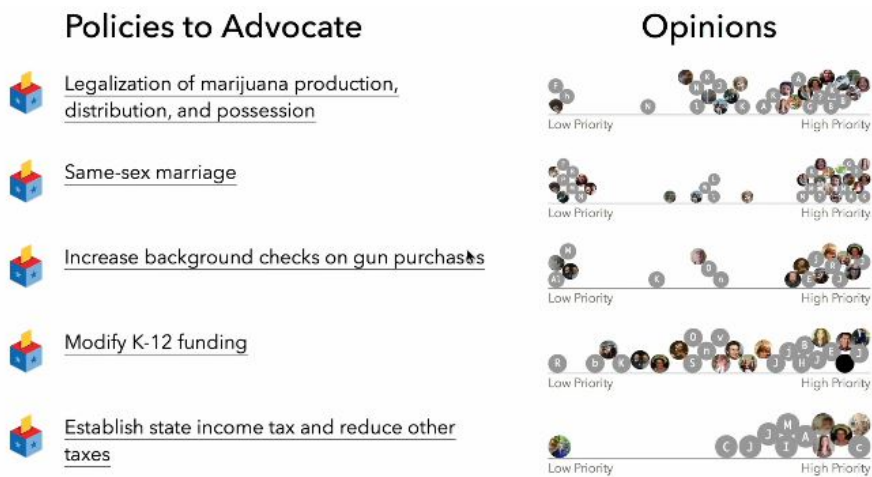 Policies to Advocate
Opinions
Legalization of marijuana production,
distribution, and possession
Low Priority
High Priority
Same-sex marriage
Low Priority
High Priority
Increase background checks on gun purchases
Low Priority
High Priority
Modify K-12 funding
R b K S O n v J J B H J E J
Low Priority
High Priority
Establish state income tax and reduce other
taxes
C J J M I A c
Low Priority
High Priority